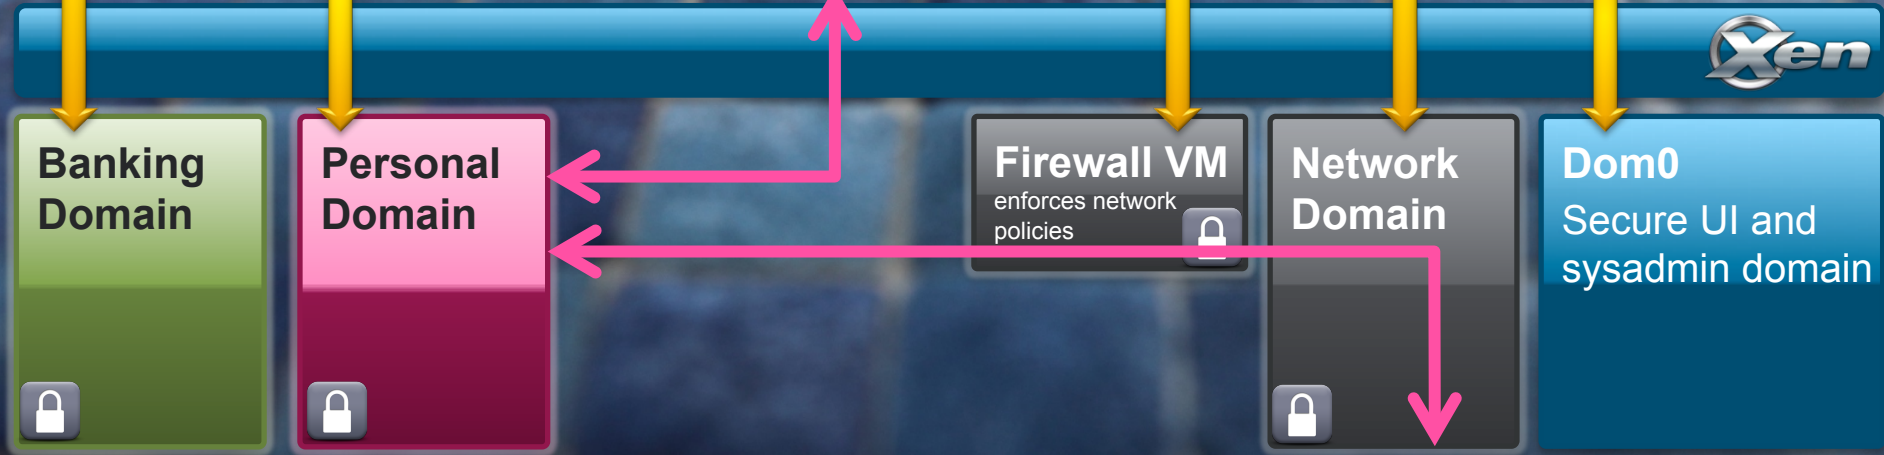 Xen
Banking
Domain
Personal
Domain
Firewall VM
enforces network
policies
Network
Domain
Dom0
Secure UI and
sysadmin domain